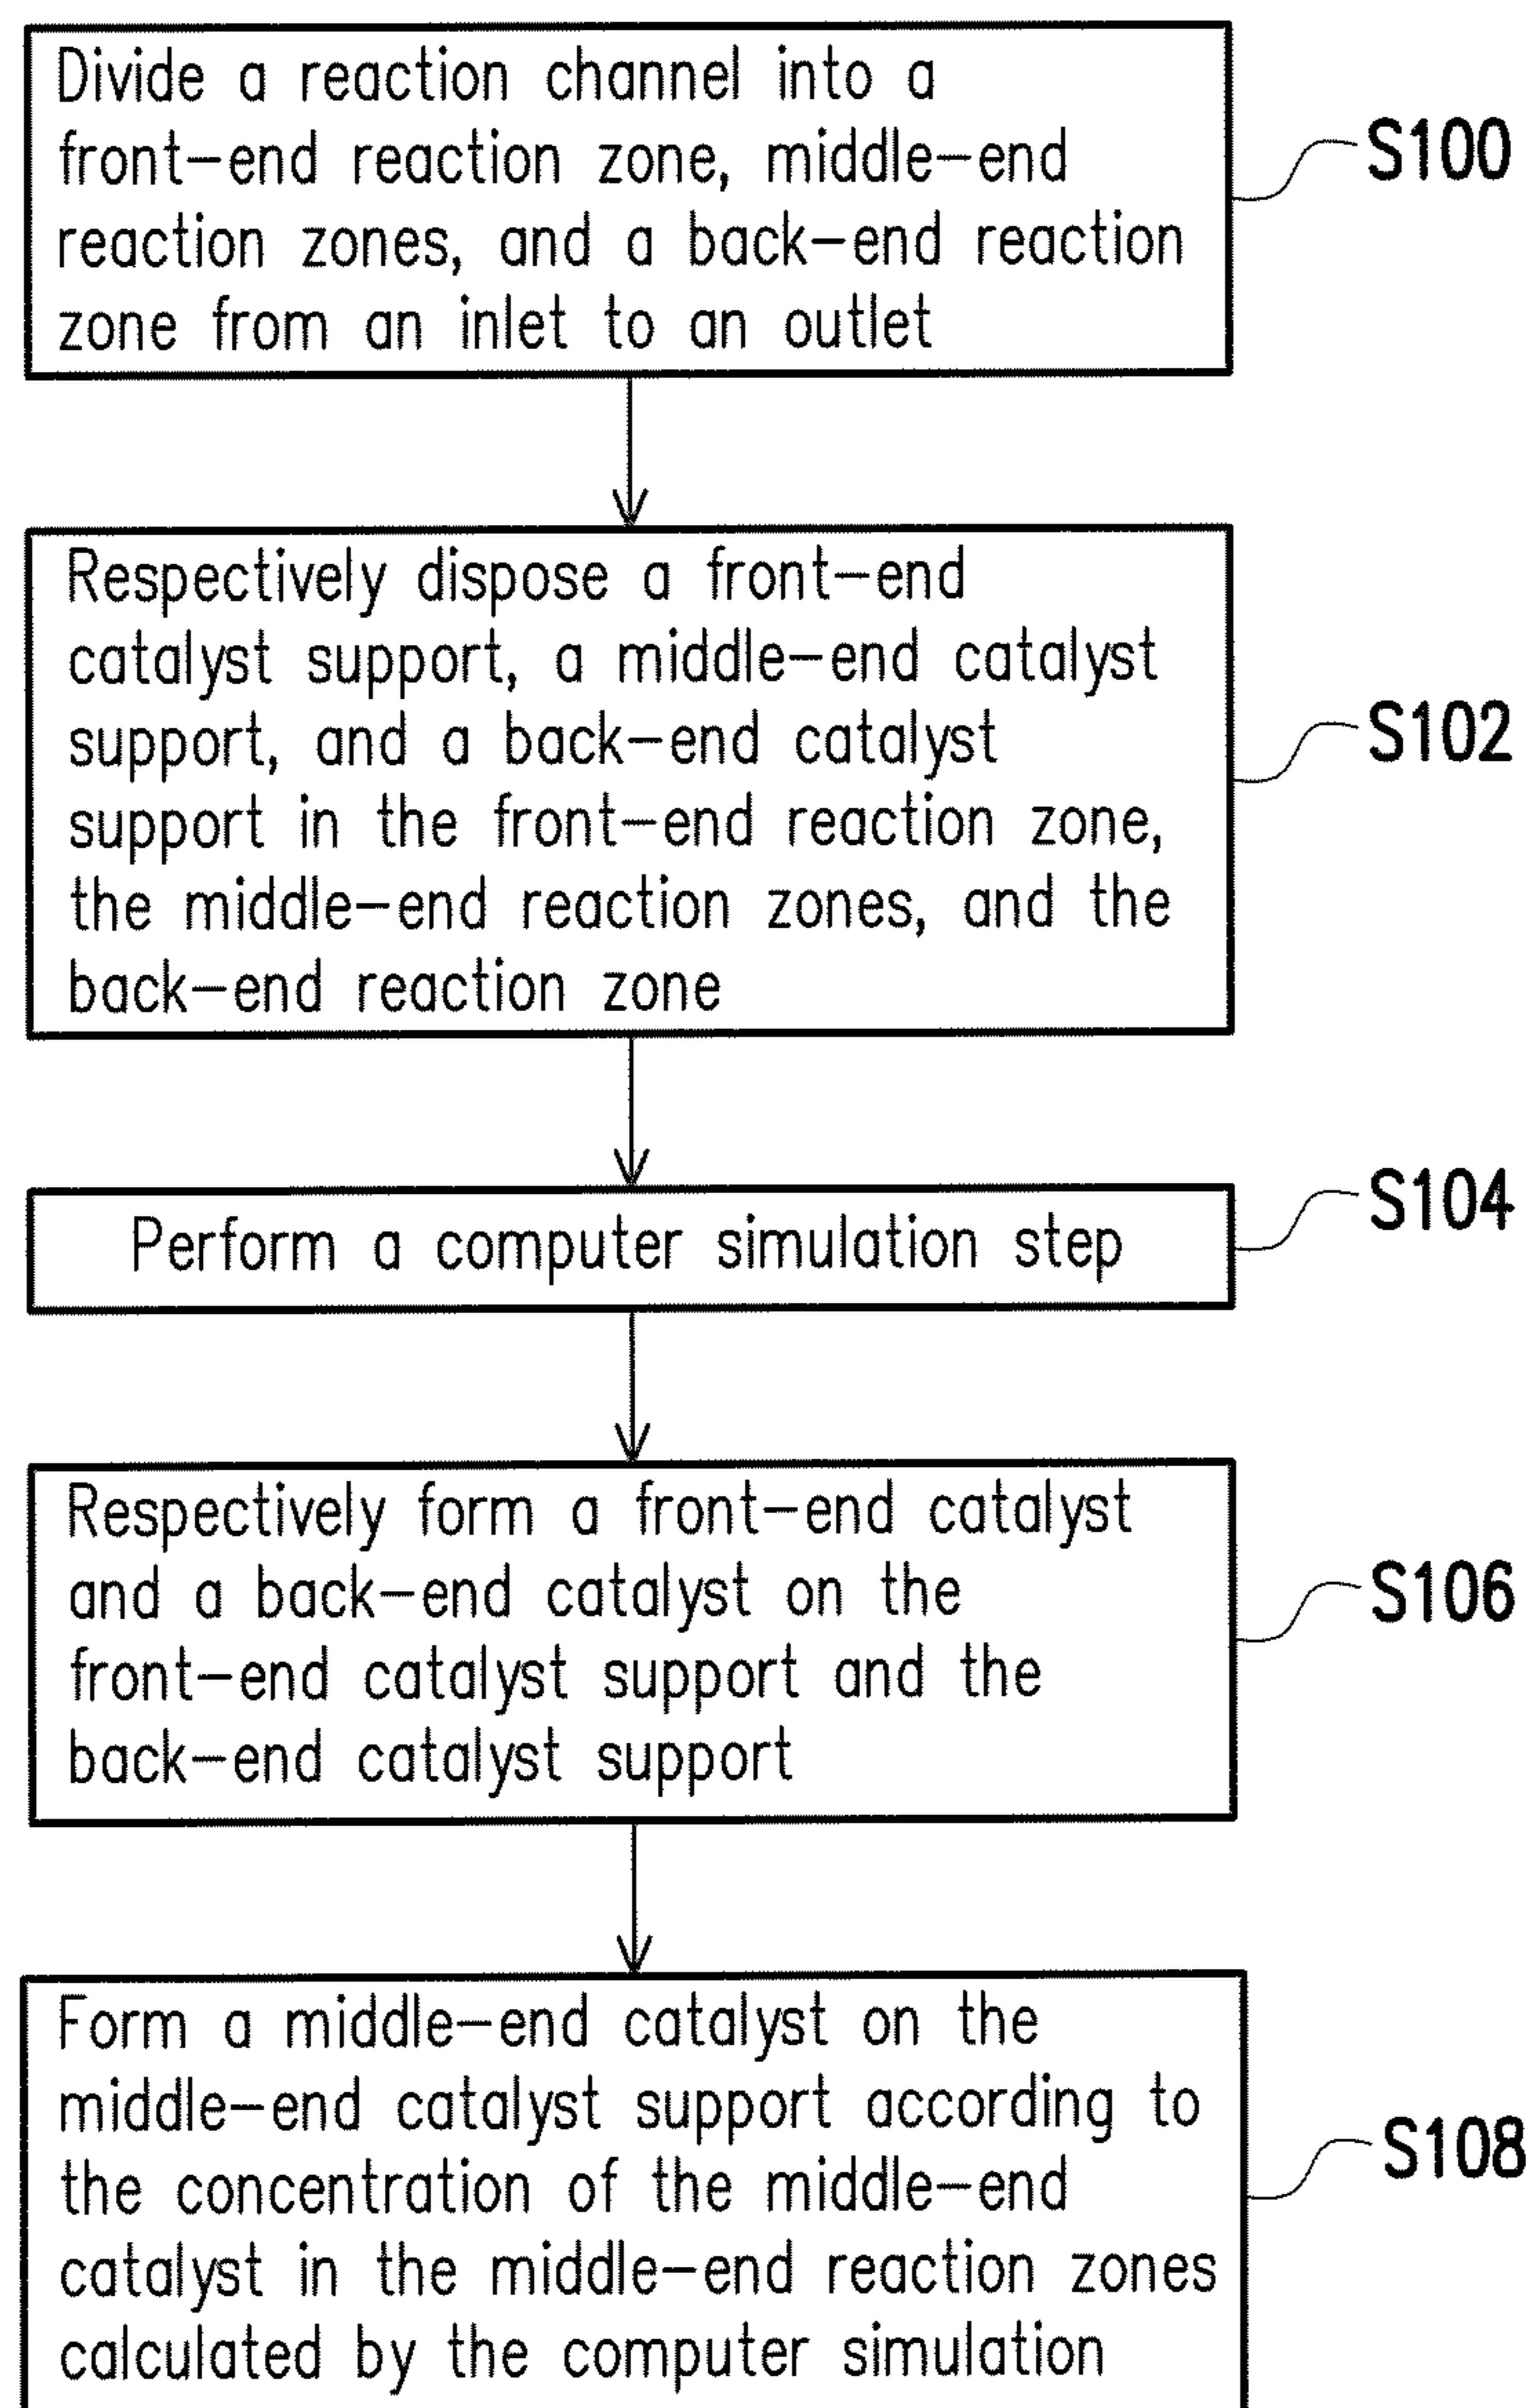 Divide a reaction channel into a
front-end reaction zone, middle-end
reaction zones, and a back-end reaction
zone from an inlet to an outlet
S100
Respectively dispose a front-end
catalyst support, a middle-end catalyst
support, and a back-end catalyst
support in the front-end reaction zone,
the middle-end reaction zones, and the
back-end reaction zone
S102
Perform a computer simulation step
S104
Respectively form a front-end catalyst
and a back-end catalyst on the
front-end catalyst support and the
back-end catalyst support
S106
Form a middle-end catalyst on the
middle-end catalyst support according to
the concentration of the middle-end
catalyst in the middle-end reaction zones
calculated by the computer simulation
S108